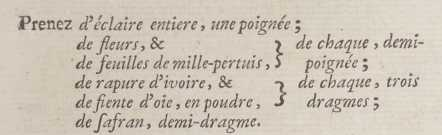 Prenez d'éclaire entiere, une poignée;
de fleurs, & } de chaque, demi-
de feuilles de mille-pertuis, } poignée;
de rapure d'ivoire, & } de chaque, trois
de fiente d'oie, en poudre, } dragmes;
de ſafran, demi-dragme.